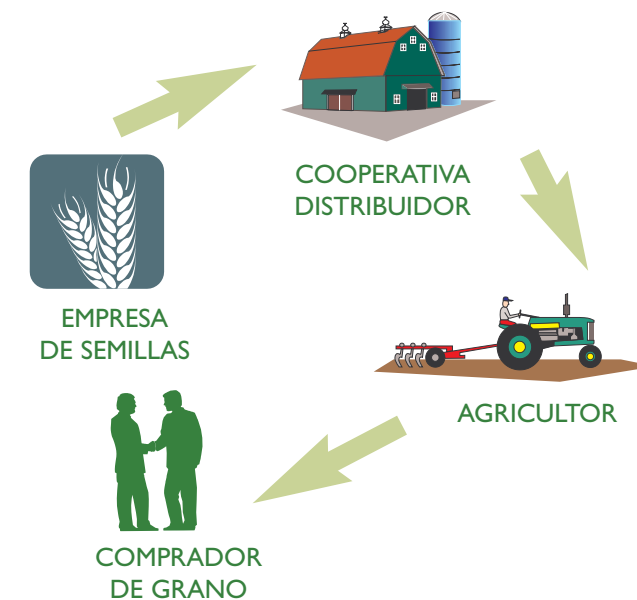 COOPERATIVA
DISTRIBUIDOR
EMPRESA
DE SEMILLAS
AGRICULTOR
COMPRADOR
DE GRANO